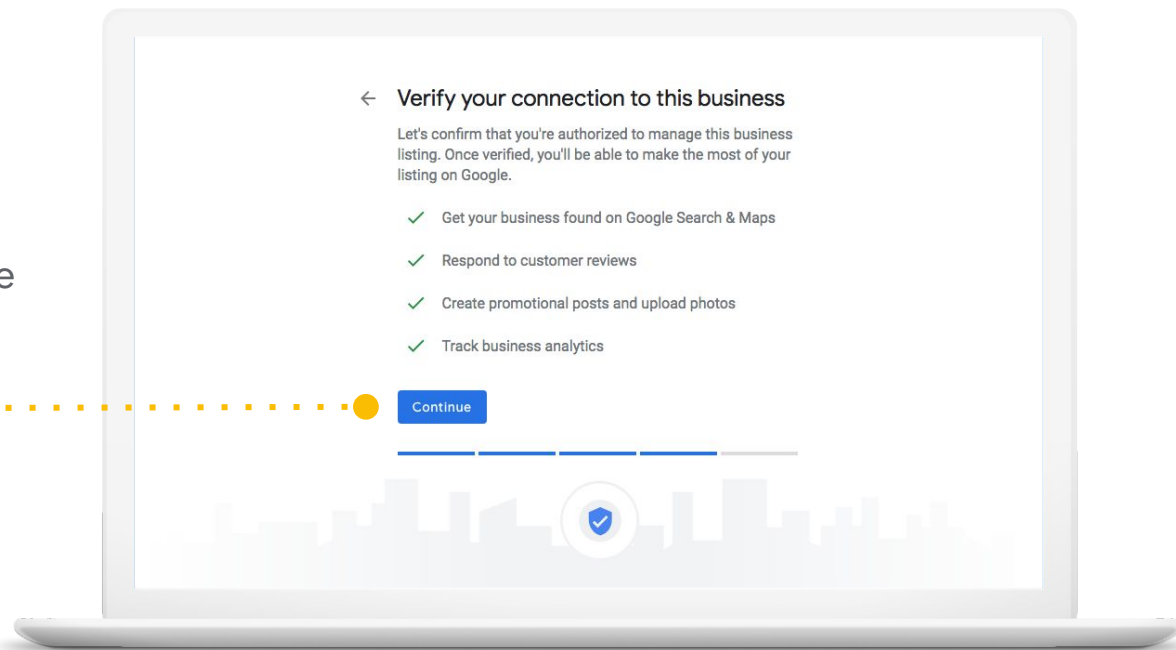 Verify your connection to this business
Let's confirm that you're authorized to manage this business
listing. Once verified, you'll be able to make the most of your
listing on Google.
Get your business found on Google Search & Maps
Respond to customer reviews
e
Create promotional posts and upload photos
Track business analytics
Continue